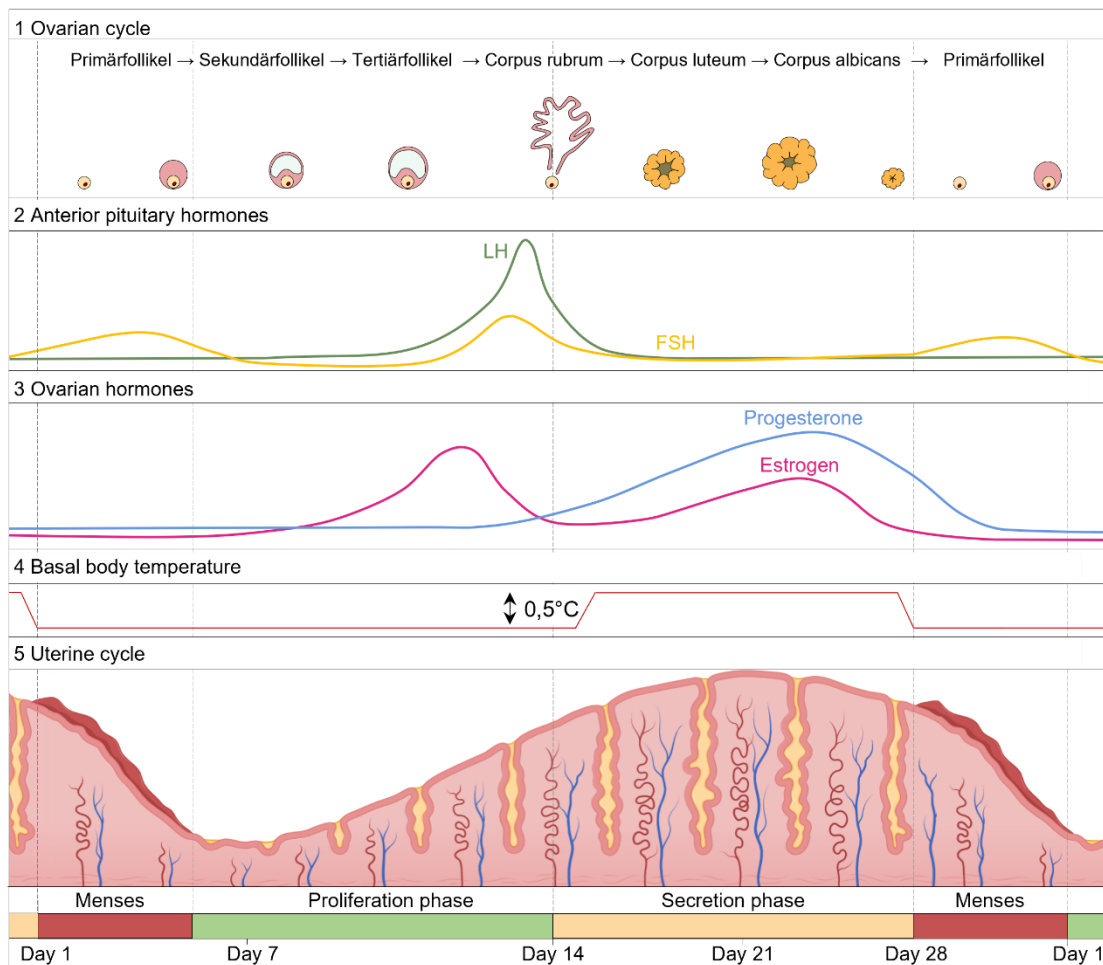 1 Ovarian cycle
Primärfollikel → Sekundärfollikel → Tertiärfollikel → Corpus rubrum → Corpus luteum → Corpus albicans → Primärfollikel
2 Anterior pituitary hormones
LH
FSH
3 Ovarian hormones
Progesterone
Estrogen
4 Basal body temperature
0,5°C
5 Uterine cycle
Menses Proliferation phase Secretion phase Menses
Day 1 Day 7 Day 14 Day 21 Day 28 Day 1